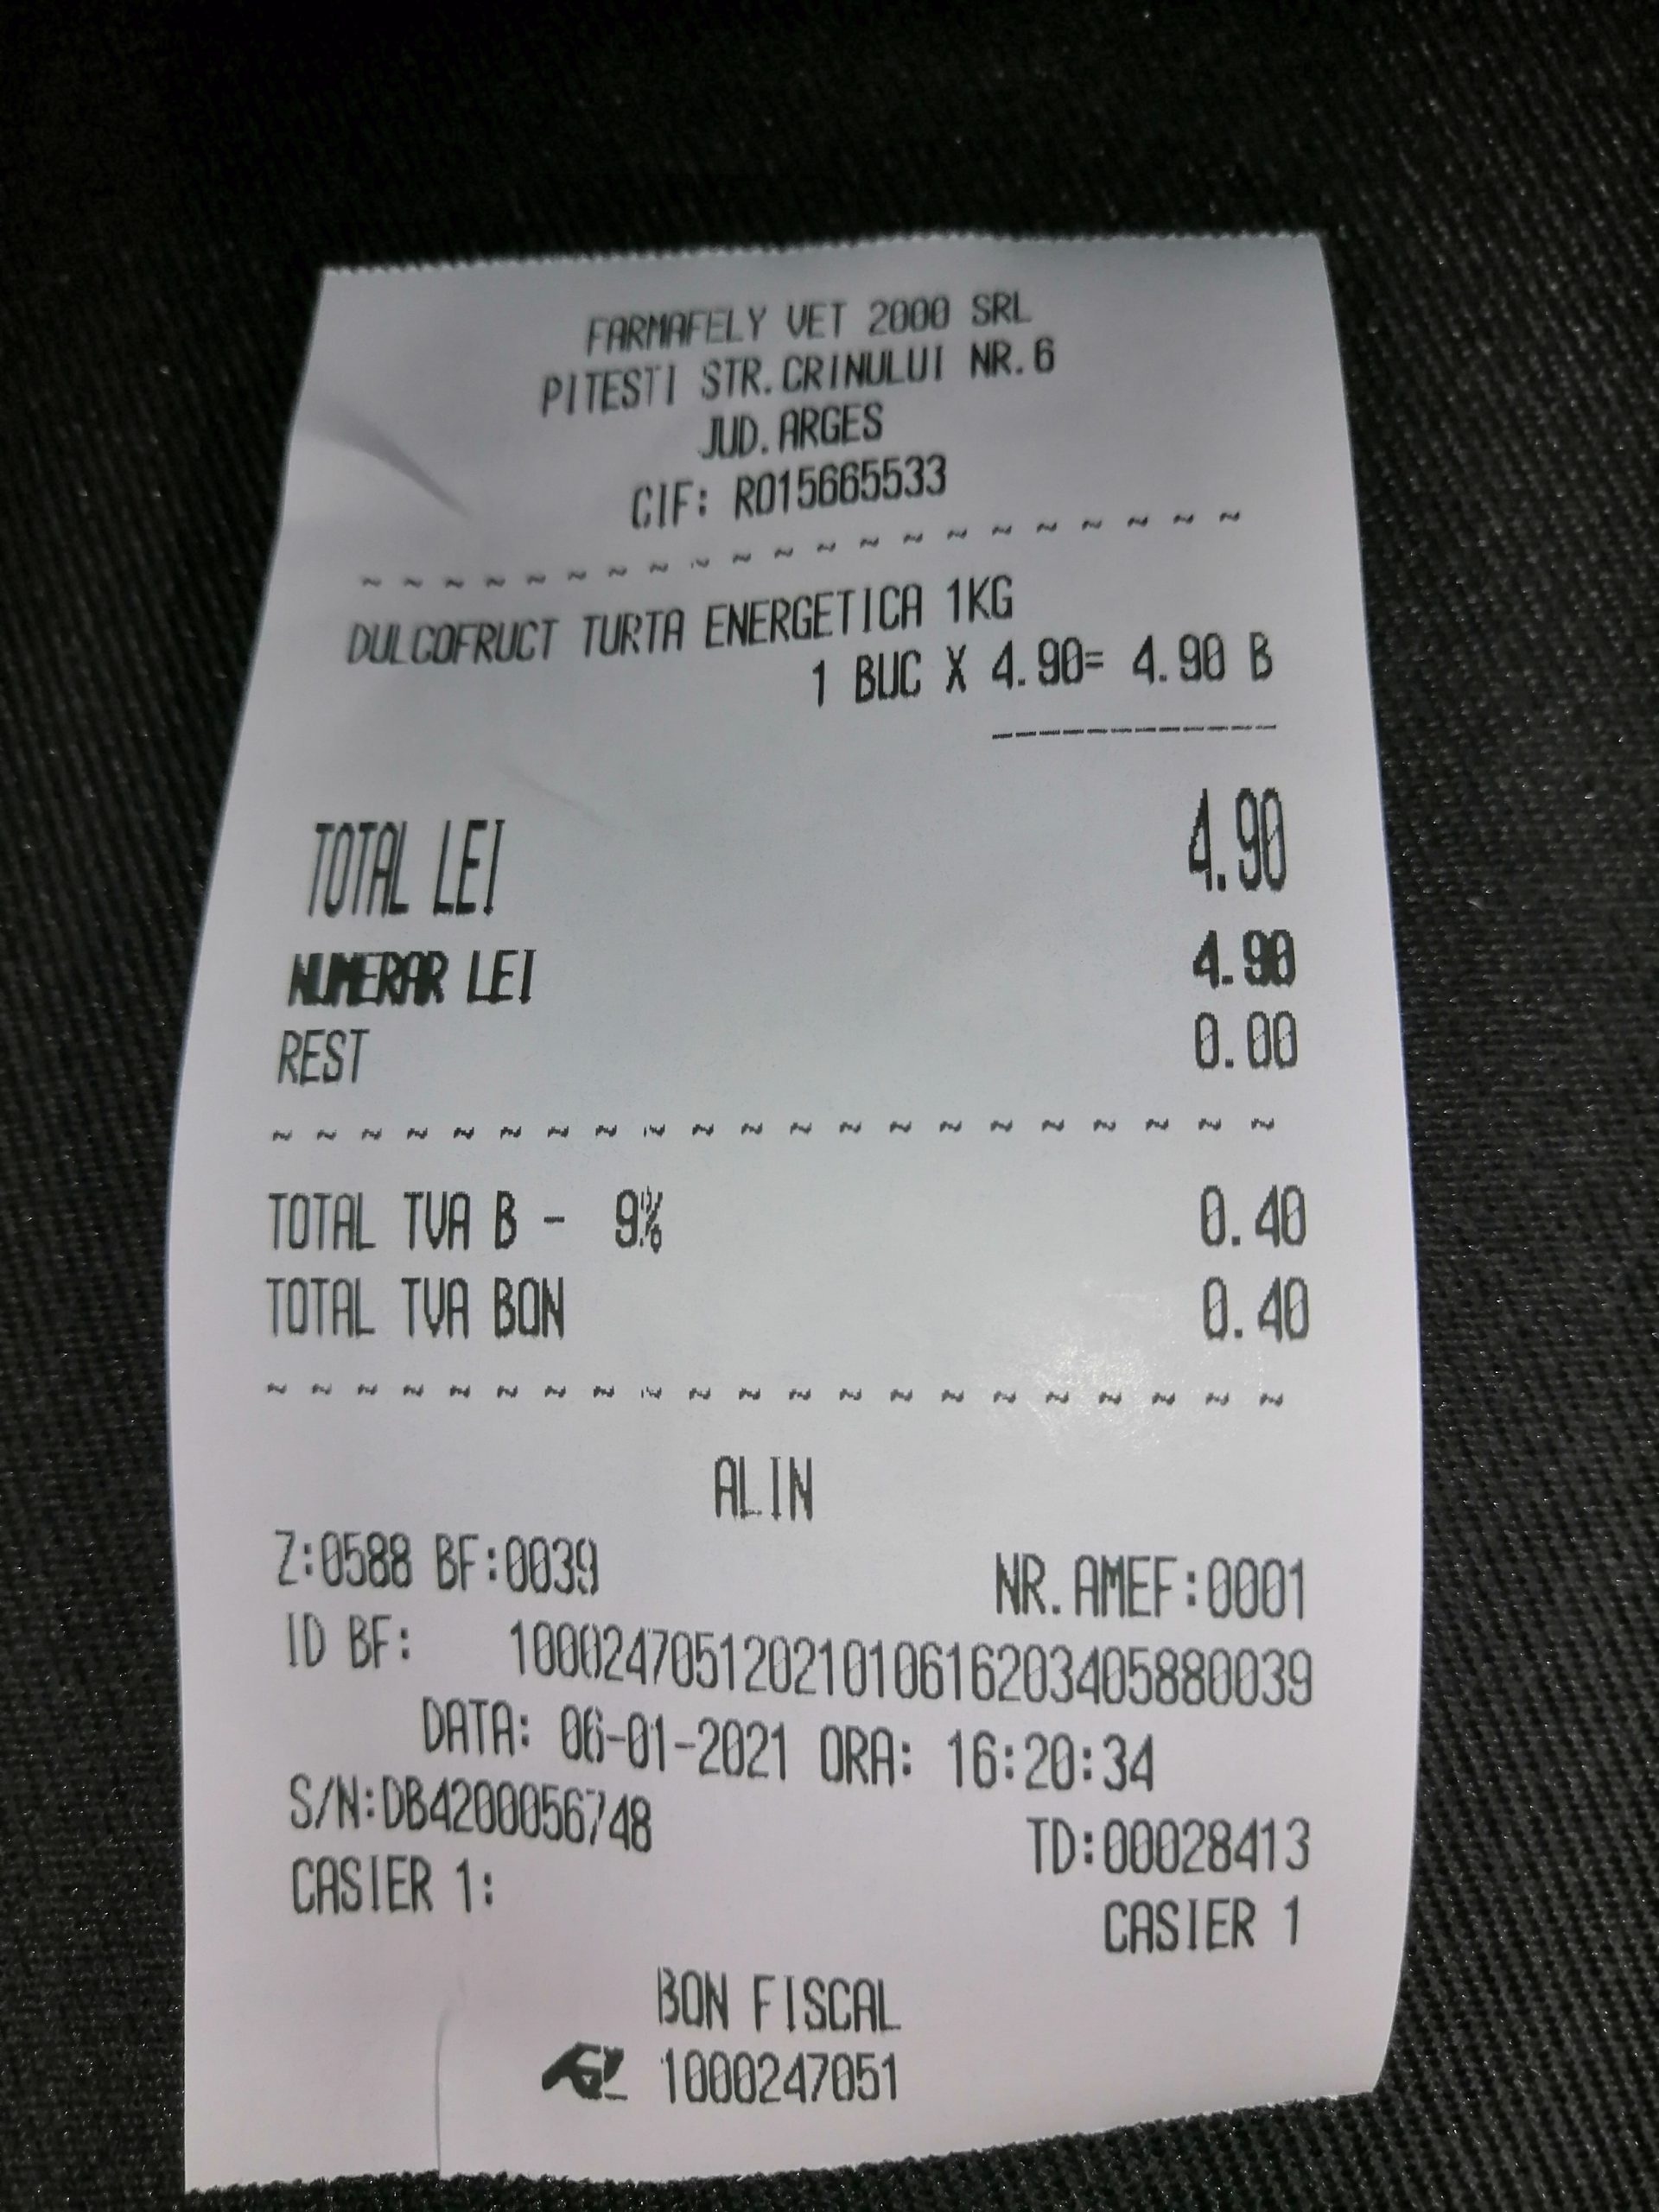 FARMAFELY VET 2000 SRL
PITESTI STR.CRINULUI NR.6
JUD.ARGES
CIF: RO15665533
~ ~ ~ ~ ~ ~ ~ ~ ~ ~ ~ ~ ~ ~ ~ ~ ~ ~ ~ ~ ~
DULCOFRUCT TURTA ENERGETICA 1KG
1 BUC X 4.90= 4.90 B
------------
TOTAL LEI 4.90
NUMERAR LEI 4.90
REST 0.00
~ ~ ~ ~ ~ ~ ~ ~ ~ ~ ~ ~ ~ ~ ~ ~ ~ ~ ~ ~ ~
TOTAL TVA B - 9% 0.40
TOTAL TVA BON 0.40
~ ~ ~ ~ ~ ~ ~ ~ ~ ~ ~ ~ ~ ~ ~ ~ ~ ~ ~ ~ ~
ALIN
Z:0588 BF:0039 NR.AMEF:0001
ID BF: 1000247051202101061620340588​0039
DATA: 06-01-2021 ORA: 16:20:34
S/N:DB4200056748 TD:00028413
CASIER 1: CASIER 1
BON FISCAL
1000247051